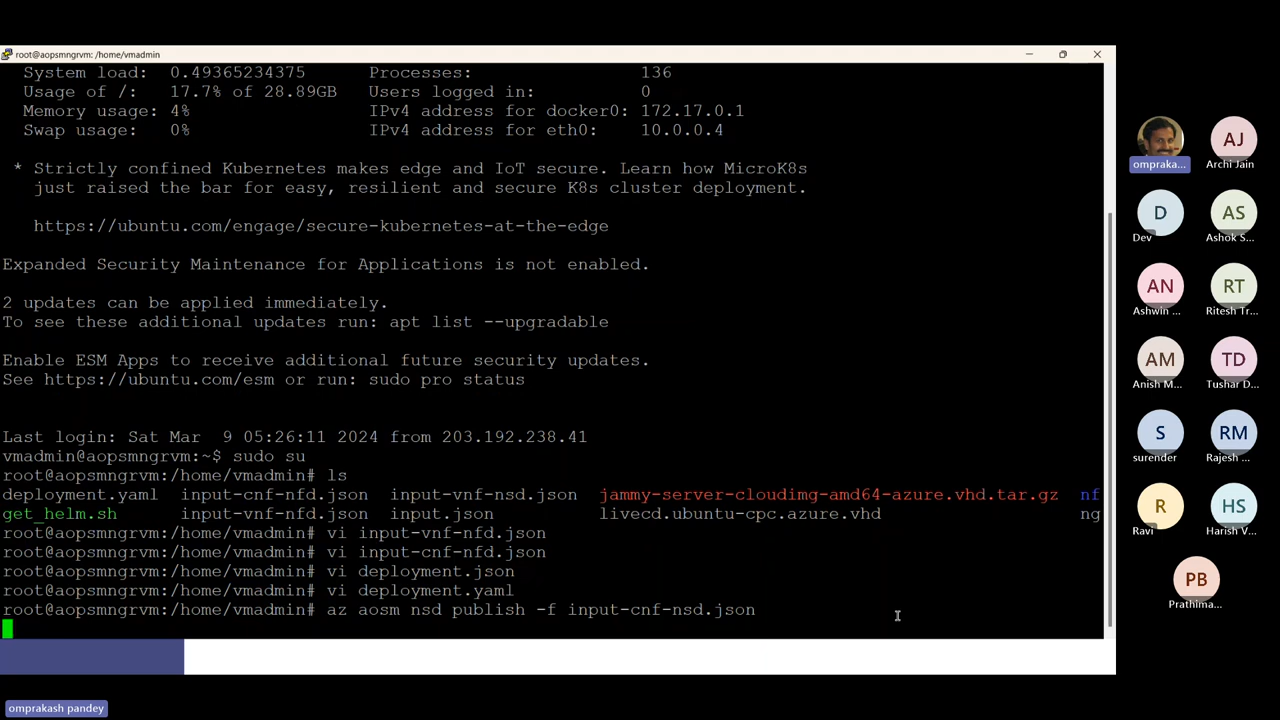 root@aopsmngrvm: /home/vmadmin
System load: 0.49365234375 Processes: 136
Usage of /: 17.7% of 28.89GB Users logged in: 0
Memory usage: 4% IPv4 address for docker0: 172.17.0.1
Swap usage: 0% IPv4 address for eth0: 10.0.0.4
* Strictly confined Kubernetes makes edge and IoT secure. Learn how MicroK8s
just raised the bar for easy, resilient and secure K8s cluster deployment.
https://ubuntu.com/engage/secure-kubernetes-at-the-edge
Expanded Security Maintenance for Applications is not enabled.
2 updates can be applied immediately.
To see these additional updates run: apt list --upgradable
Enable ESM Apps to receive additional future security updates.
See https://ubuntu.com/esm or run: sudo pro status
Last login: Sat Mar  9 05:26:11 2024 from 203.192.238.41
vmadmin@aopsmngrvm:~$ sudo su
root@aopsmngrvm:/home/vmadmin# ls
deployment.yaml input-cnf-nfd.json input-vnf-nsd.json jammy-server-cloudimg-amd64-azure.vhd.tar.gz nf
get_helm.sh input-vnf-nfd.json input.json livecd.ubuntu-cpc.azure.vhd ng
root@aopsmngrvm:/home/vmadmin# vi input-vnf-nfd.json
root@aopsmngrvm:/home/vmadmin# vi input-cnf-nfd.json
root@aopsmngrvm:/home/vmadmin# vi deployment.json
root@aopsmngrvm:/home/vmadmin# vi deployment.yaml
root@aopsmngrvm:/home/vmadmin# az aosm nsd publish -f input-cnf-nsd.json
ompraka...
AJ
Archi Jain
D
Dev
AS
Ashok S...
AN
Ashwin ...
RT
Ritesh Tr...
AM
Anish M...
TD
Tushar D...
S
surender
RM
Rajesh ...
R
Ravi
HS
Harish V...
PB
Prathima...
omprakash pandey